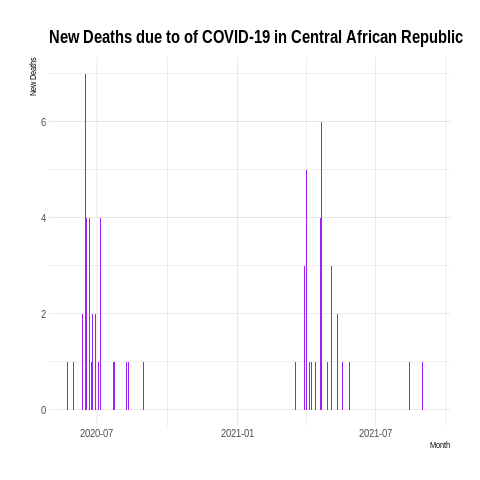 New Deaths due to of COVID-19 in Central African Republic
New Deaths
6
4
2
0
2020-07
2021-01
2021-07
Month